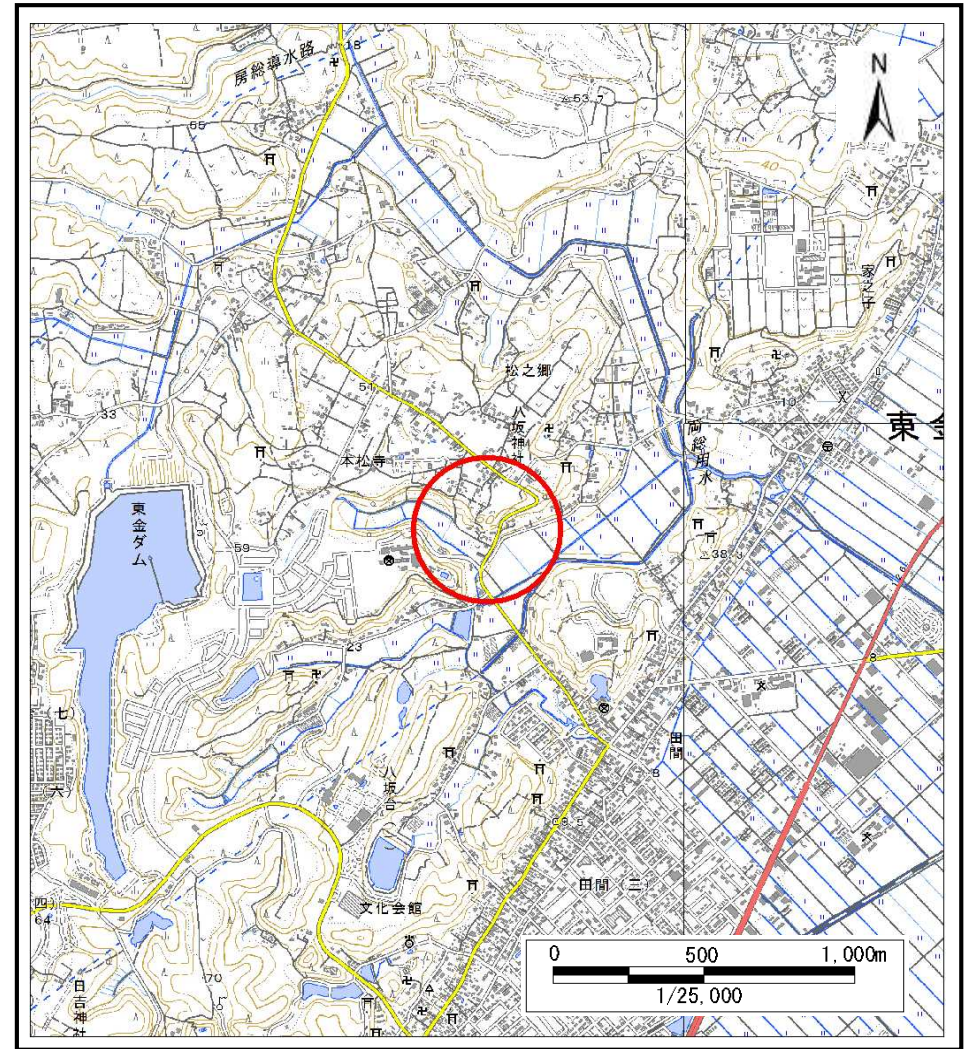 房総導水路
18
N
53.7
65
40
家之子
松之郷
51
33
八坂神社
10
両総用水
東金
本松寺
東金ダム
59
38
23
8
七)
六)
田間
8
八坂台
田間(三)
(四)
64
文化会館
70
日吉神社
0 500 1,000m
1/25,000